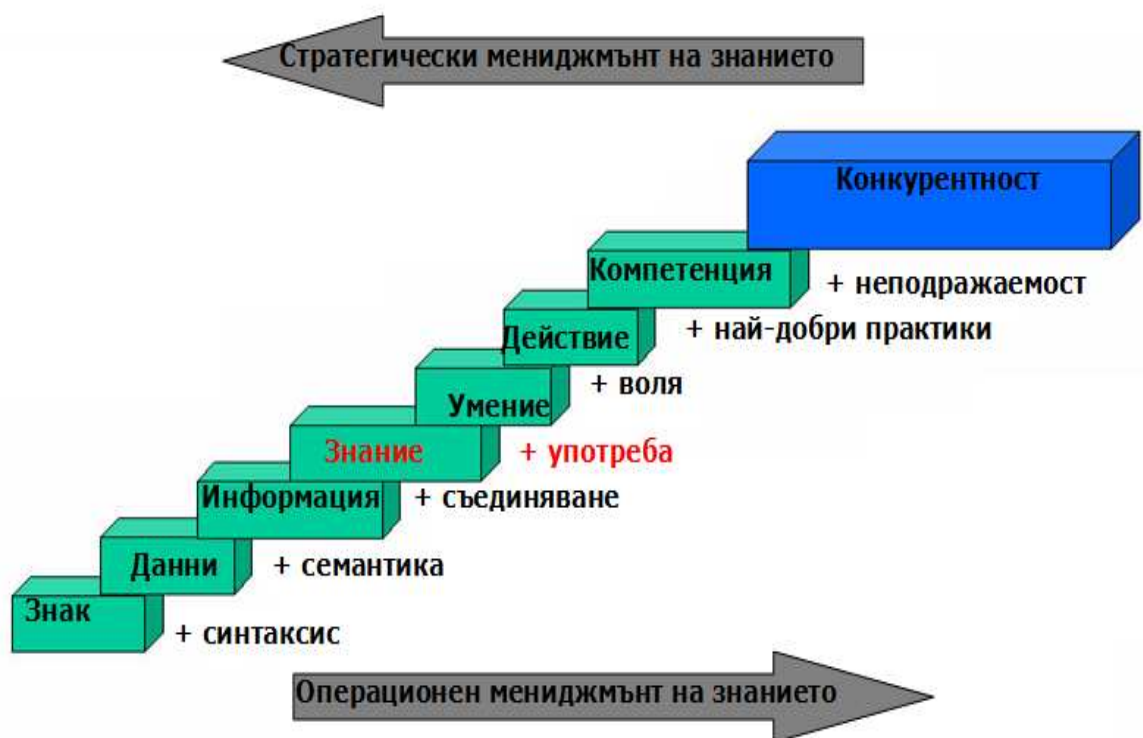 Стратегически мениджмънт на знанието
Конкурентност
Компетенция
+ неподражаемост
Действие
+ най-добри практики
Умение
+ воля
Знание
+ употреба
Информация
+ съединяване
Данни
+ семантика
Знак
+ синтаксис
Операционен мениджмънт на знанието